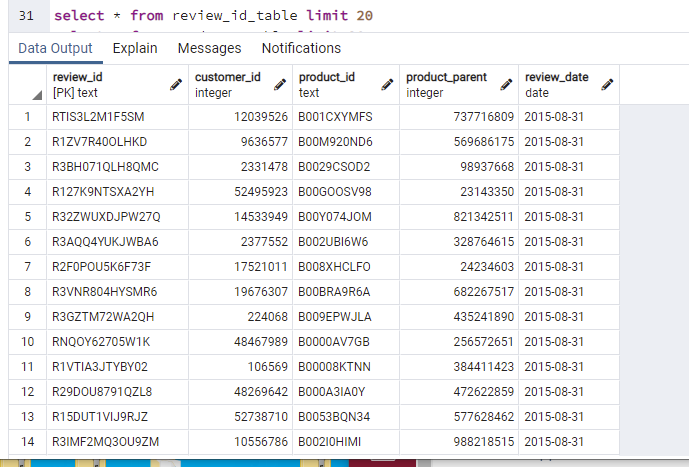 31 select * from review_id_table limit 20
Data Output Explain Messages Notifications
review_id customer_id product_id product_parent review_date
[PK] text integer text integer date
1 RTIS3L2M1F5SM 12039526 B001CXYMFS 737716809 2015-08-31
2 R1ZV7R40OLHKD 9636577 B00M920ND6 569686175 2015-08-31
3 R3BH071QLH8QMC 2331478 B0029CSOD2 98937668 2015-08-31
4 R127K9NTSXA2YH 52495923 B00GOOSV98 23143350 2015-08-31
5 R32ZWUXDJPW27Q 14533949 B00Y074JOM 821342511 2015-08-31
6 R3AQQ4YUKJWBA6 2377552 B002UBI6W6 328764615 2015-08-31
7 R2F0POU5K6F73F 17521011 B008XHCLFO 24234603 2015-08-31
8 R3VNR804HYSMR6 19676307 B00BRA9R6A 682267517 2015-08-31
9 R3GZTM72WA2QH 224068 B009EPWJLA 435241890 2015-08-31
10 RNQOY62705W1K 48467989 B0000AV7GB 256572651 2015-08-31
11 R1VTIA3JTYBY02 106569 B00008KTNN 384411423 2015-08-31
12 R29DOU8791QZL8 48269642 B000A3IA0Y 472622859 2015-08-31
13 R15DUT1VIJ9RJZ 52738710 B0053BQN34 577628462 2015-08-31
14 R3IMF2MQ3OU9ZM 10556786 B002I0HIMI 988218515 2015-08-31